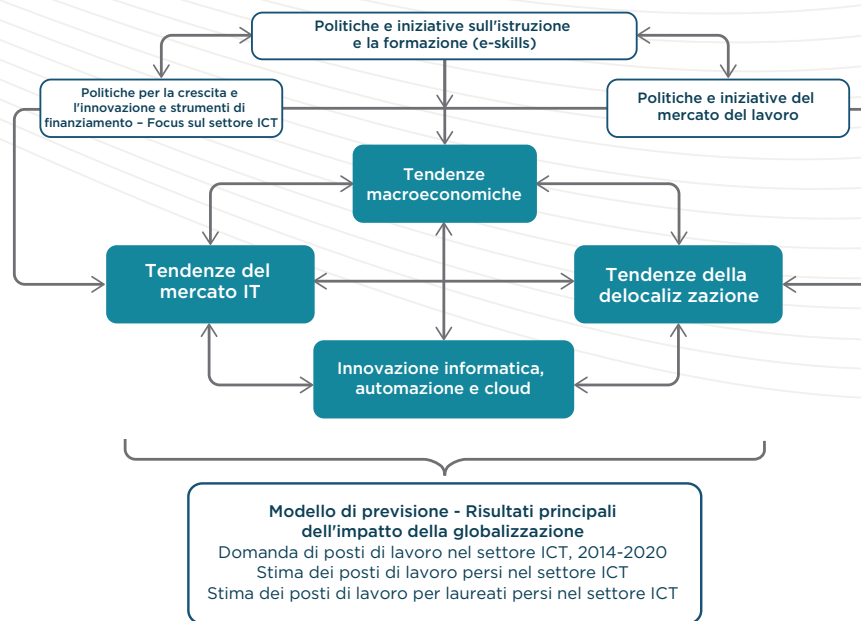 Politiche e iniziative sull'istruzione
e la formazione (e-skills)
Politiche per la crescita e
l'innovazione e strumenti di
finanziamento – Focus sul settore ICT
Politiche e iniziative del
mercato del lavoro
Tendenze
macroeconomiche
Tendenze del
mercato IT
Tendenze della
delocaliz zazione
Innovazione informatica,
automazione e cloud
Modello di previsione - Risultati principali
dell'impatto della globalizzazione
Domanda di posti di lavoro nel settore ICT, 2014-2020
Stima dei posti di lavoro persi nel settore ICT
Stima dei posti di lavoro per laureati persi nel settore ICT